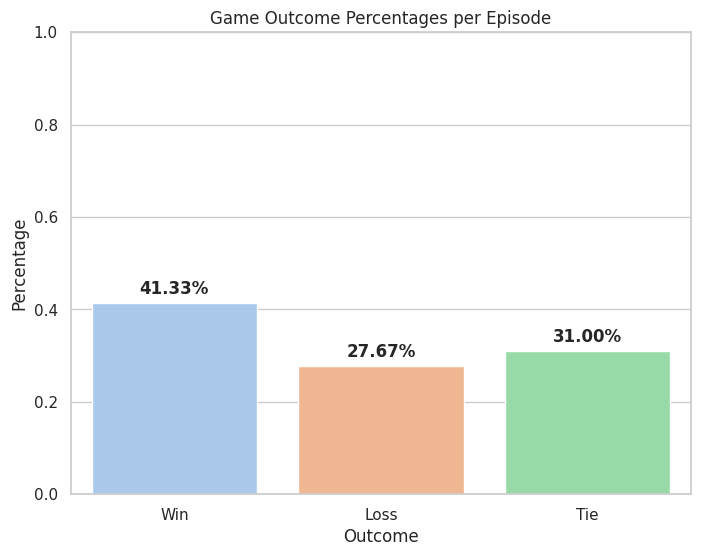 Game Outcome Percentages per Episode
1.0
0.8
0.6
0.4
0.2
0.0
Percentage
41.33%
27.67%
31.00%
Win
Loss
Tie
Outcome